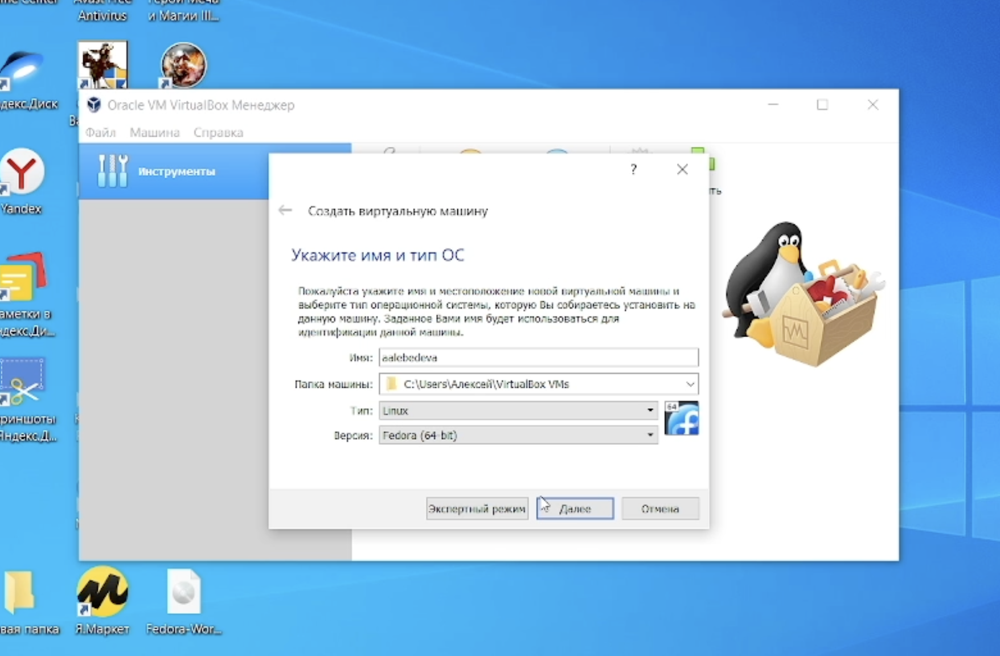 Antivirus
и Магии III...
Oracle VM VirtualBox Менеджер
Файл Машина Справка
Инструменты
?
Создать виртуальную машину
Укажите имя и тип ОС
Пожалуйста укажите имя и местоположение новой виртуальной машины и
выберите тип операционной системы, которую Вы собираетесь установить на
данную машину. Заданное Вами имя будет использоваться для
идентификации данной машины.
Имя: aalebedeva
Папка машины: C:\Users\Алексей\VirtualBox VMs
Тип: Linux
64
Версия: Fedora (64-bit)
Экспертный режим Далее Отмена
декс.Диск
Yandex
аметки в
ндекс.Ди...
риншоты
Яндекс.Д...
вая папка
Я.Маркет
Fedora-Wor...